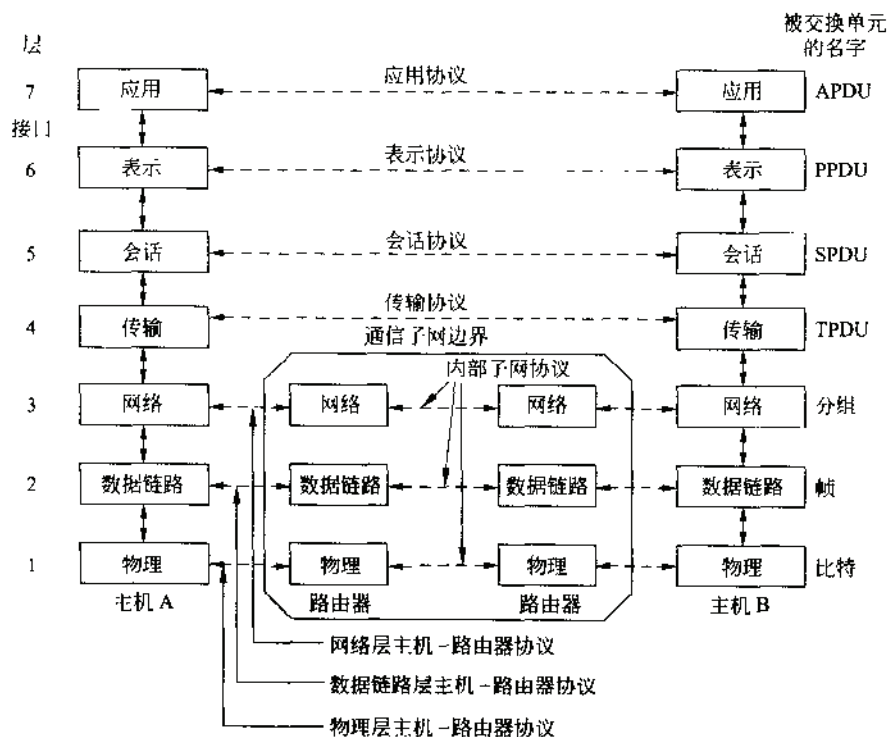 层
被交换单元
的名字
7 应用 应用协议 应用 APDU
接口
6 表示 表示协议 表示 PPDU
5 会话 会话协议 会话 SPDU
4 传输 传输协议 传输 TPDU
通信子网边界
内部子网协议
3 网络 网络 网络 网络 分组
2 数据链路 数据链路 数据链路 数据链路 帧
1 物理 物理 物理 物理 比特
主机 A 路由器 路由器 主机 B
网络层主机-路由器协议
数据链路层主机-路由器协议
物理层主机-路由器协议